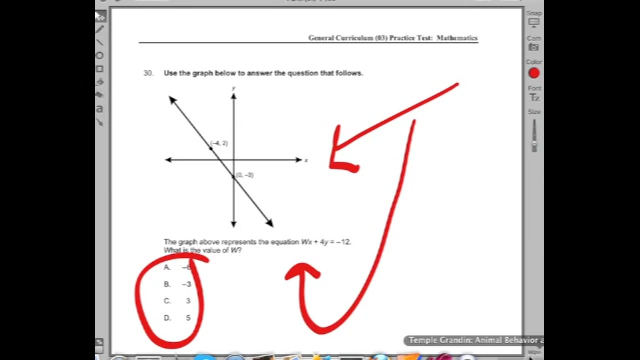 General Curriculum (03) Practice Test: Mathematics
30. Use the graph below to answer the question that follows.
y
(-4, 2)
x
(0, -3)
The graph above represents the equation Wx + 4y = -12.
What is the value of W?
A.
B. -3
C. 3
D. 5
Com
Color
Font
Tz
Size
a
Temple Grandin: Animal Behavior a